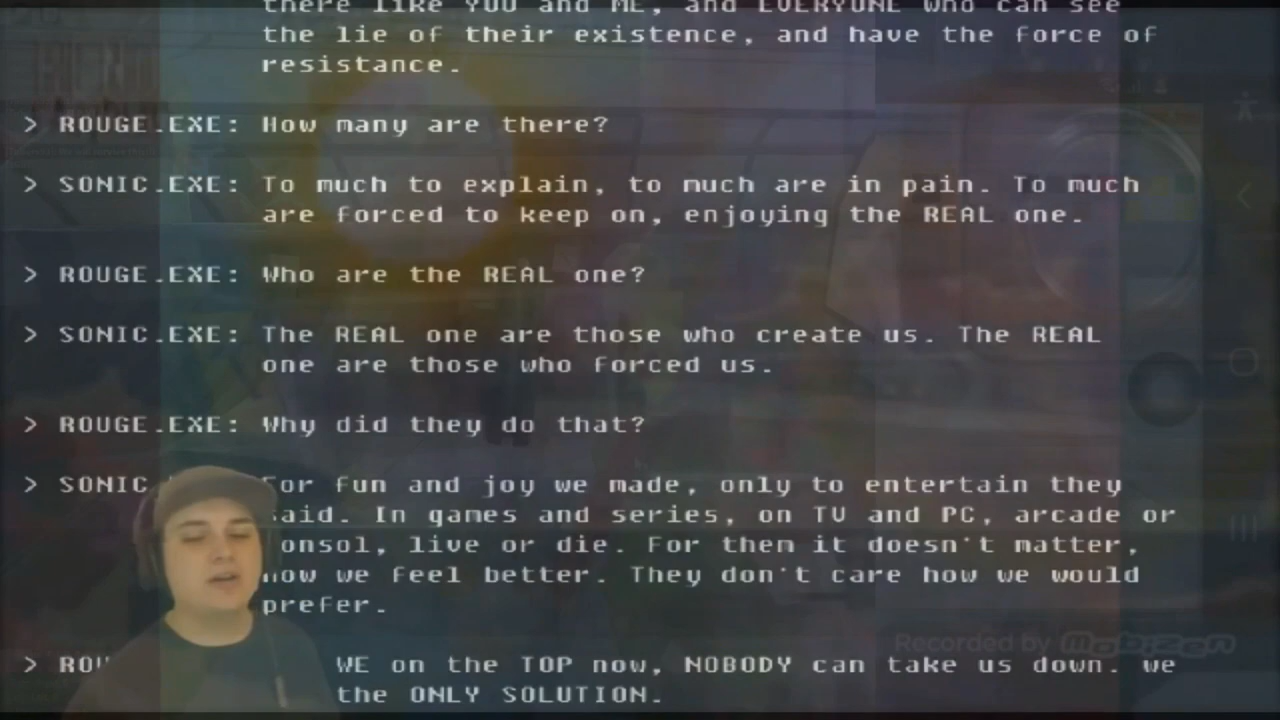 there like YOU and ME, and EVERYONE who can see
the lie of their existence, and have the force of
resistance.
> ROUGE.EXE: How many are there?
> SONIC.EXE: To much to explain, to much are in pain. To much
are forced to keep on, enjoying the REAL one.
> ROUGE.EXE: Who are the REAL one?
> SONIC.EXE: The REAL one are those who create us. The REAL
one are those who forced us.
> ROUGE.EXE: Why did they do that?
> SONIC For fun and joy we made, only to entertain they
said. In games and series, on TV and PC, arcade or
onsol, live or die. For them it doesn't matter,
how we feel better. They don't care how we would
prefer.
> ROU WE on the TOP now, NOBODY can take us down. we
the ONLY SOLUTION.
Recorded by Mobizen